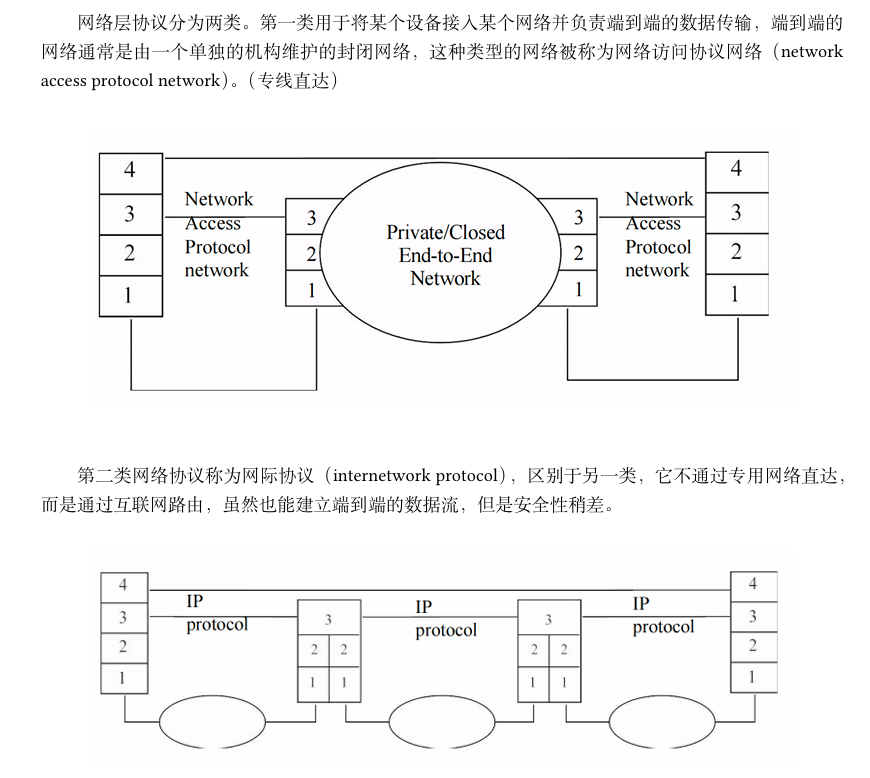 网络层协议分为两类。第一类用于将某个设备接入某个网络并负责端到端的数据传输，端到端的
网络通常是由一个单独的机构维护的封闭网络，这种类型的网络被称为网络访问协议网络（network
access protocol network）。（专线直达）
4
3
2
1
Network
Access
Protocol
network
3
2
1
Private/Closed
End-to-End
Network
3
2
1
Network
Access
Protocol
network
4
3
2
1
第二类网络协议称为网际协议（internetwork protocol），区别于另一类，它不通过专用网络直达，
而是通过互联网路由，虽然也能建立端到端的数据流，但是安全性稍差。
4
3
2
1
IP
protocol
3
2 2
1 1
IP
protocol
3
2 2
1 1
IP
protocol
4
3
2
1